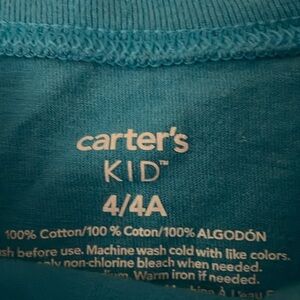 carter's
KID™
4/4A
100% Cotton/100 % Coton/100% ALGODÓN
before use. Machine wash cold with like colors.
only non-chlorine bleach when needed.
Warm iron if needed.